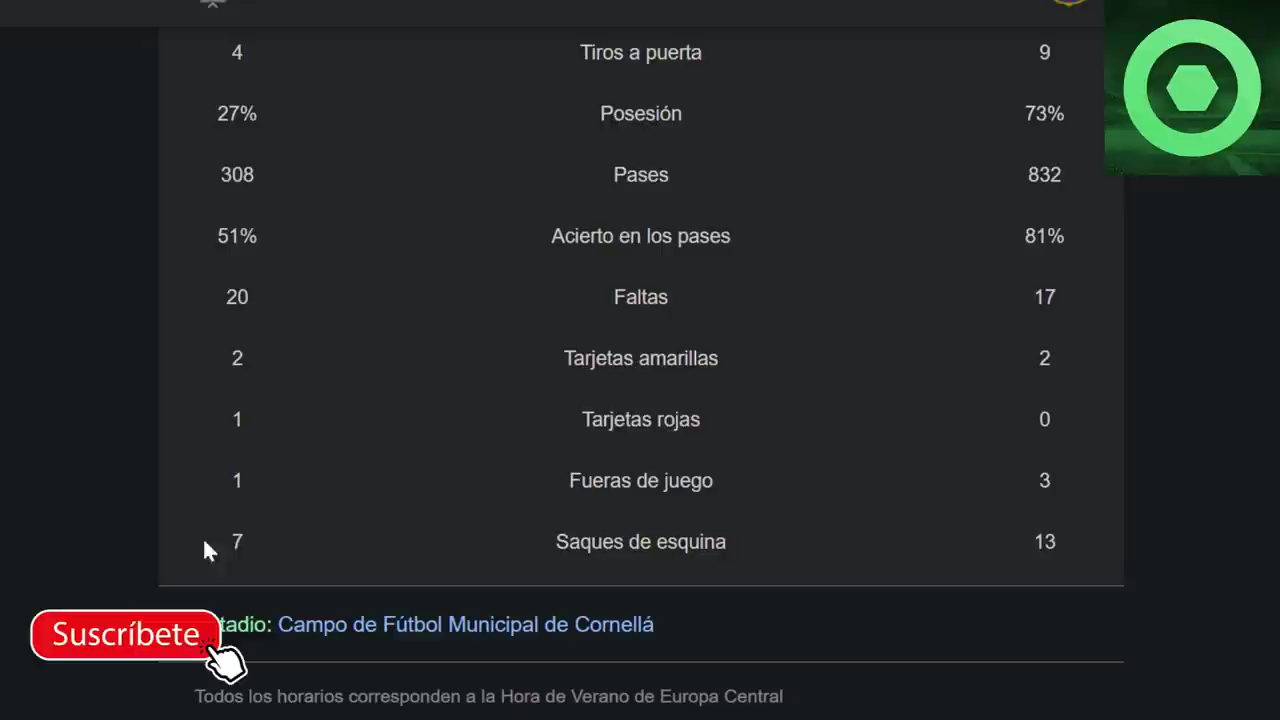 4 Tiros a puerta 9
27% Posesión 73%
308 Pases 832
51% Acierto en los pases 81%
20 Faltas 17
2 Tarjetas amarillas 2
1 Tarjetas rojas 0
1 Fueras de juego 3
7 Saques de esquina 13
tadio: Campo de Fútbol Municipal de Cornellá
Suscríbete
Todos los horarios corresponden a la Hora de Verano de Europa Central